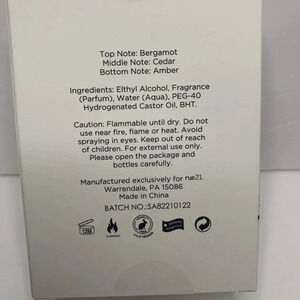 Top Note: Bergamot
Middle Note: Cedar
Bottom Note: Amber
Ingredients: Elthyl Alcohol, Fragrance
(Parfum), Water (Aqua), PEG-40
Hydrogenated Castor Oil, BHT.
Caution: Flammable until dry. Do not
use near fire, flame or heat. Avoid
spraying in eyes. Keep out of reach
of children. For external use only.
Please open the package and
bottles carefully.
Manufactured exclusively for rue21.
Warrendale, PA 15086
Made in China
BATCH NO.:SA82210122
12M